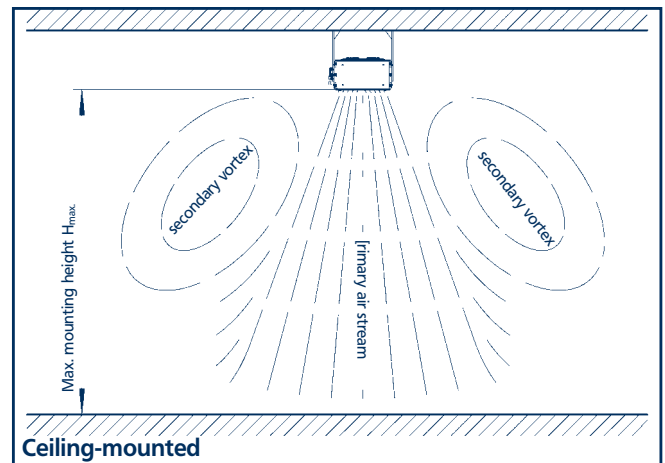 secondary vortex
secondary vortex
[rimary air stream
Max. mounting height Hmax.
Ceiling-mounted